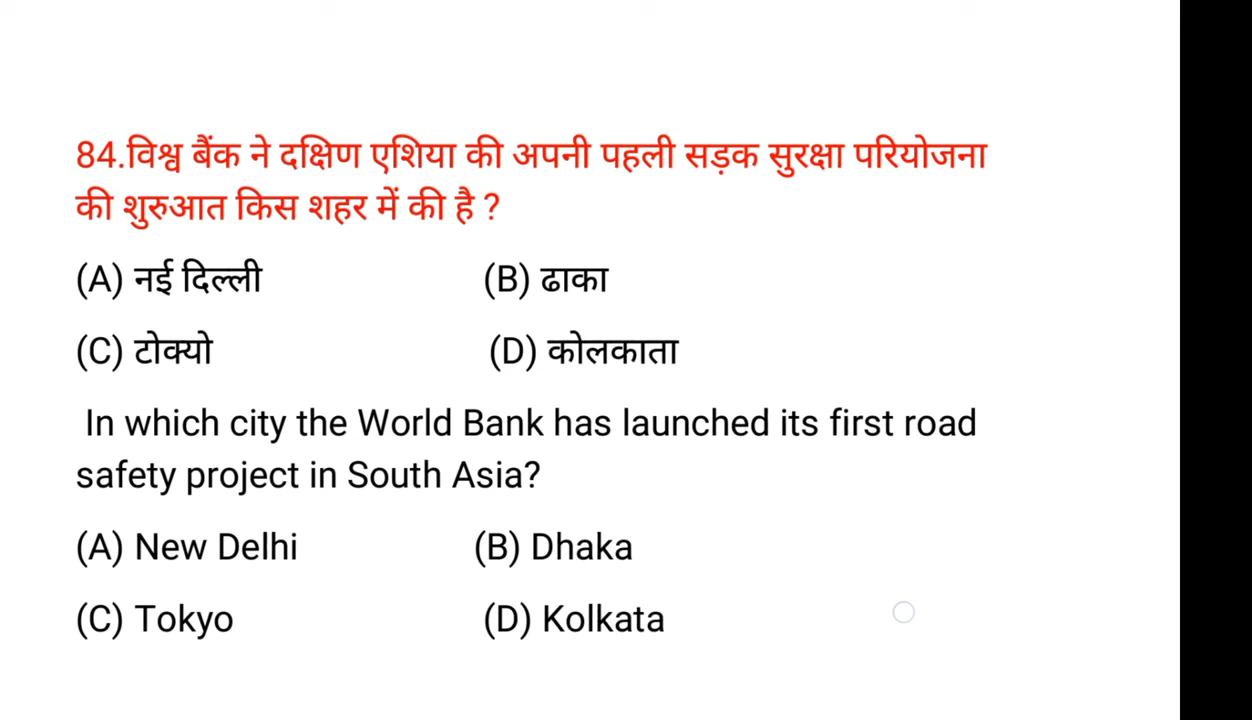 84.विश्व बैंक ने दक्षिण एशिया की अपनी पहली सड़क सुरक्षा परियोजना
की शुरुआत किस शहर में की है ?
(A) नई दिल्ली (B) ढाका
(C) टोक्यो (D) कोलकाता
In which city the World Bank has launched its first road
safety project in South Asia?
(A) New Delhi (B) Dhaka
(C) Tokyo (D) Kolkata